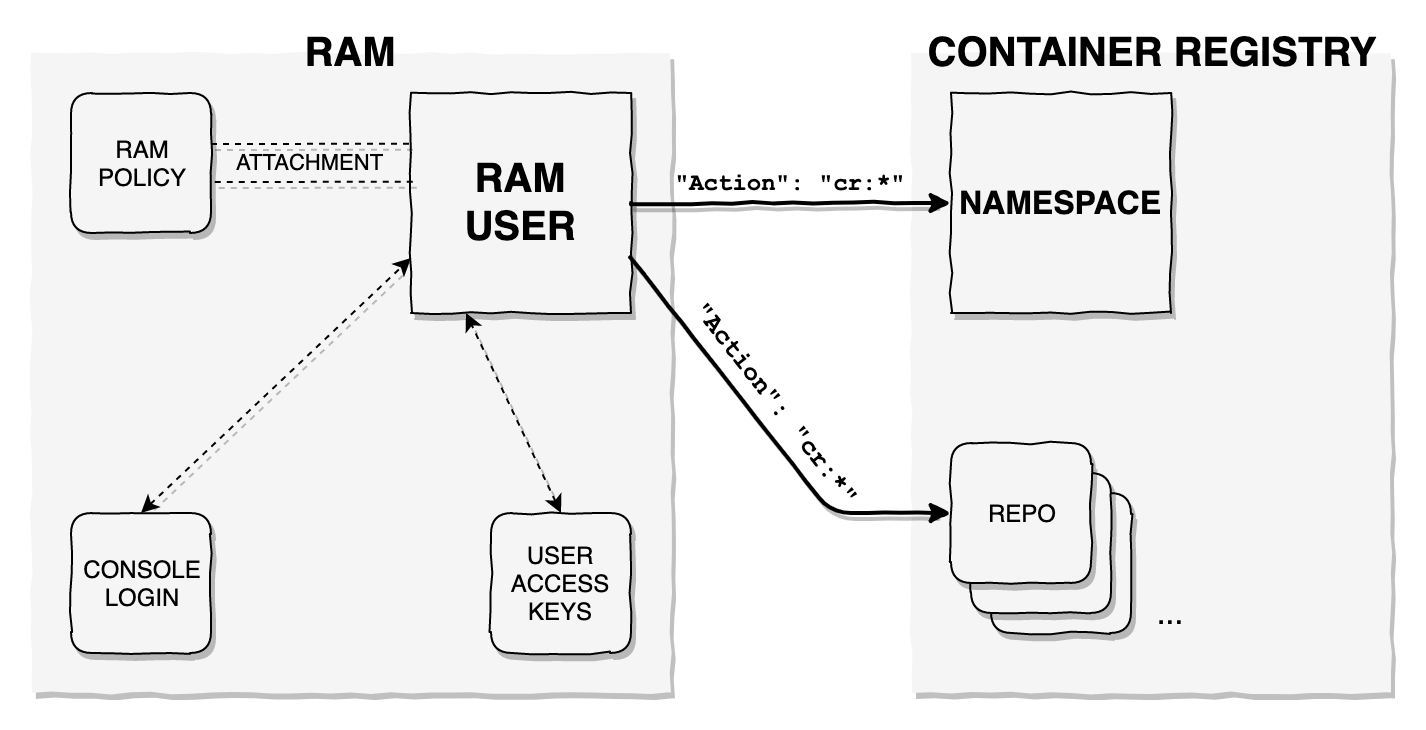 RAM
CONTAINER REGISTRY
RAM
POLICY
ATTACHMENT
RAM
USER
"Action": "cr:*"
NAMESPACE
"Action": "cr:*"
CONSOLE
LOGIN
USER
ACCESS
KEYS
REPO
...